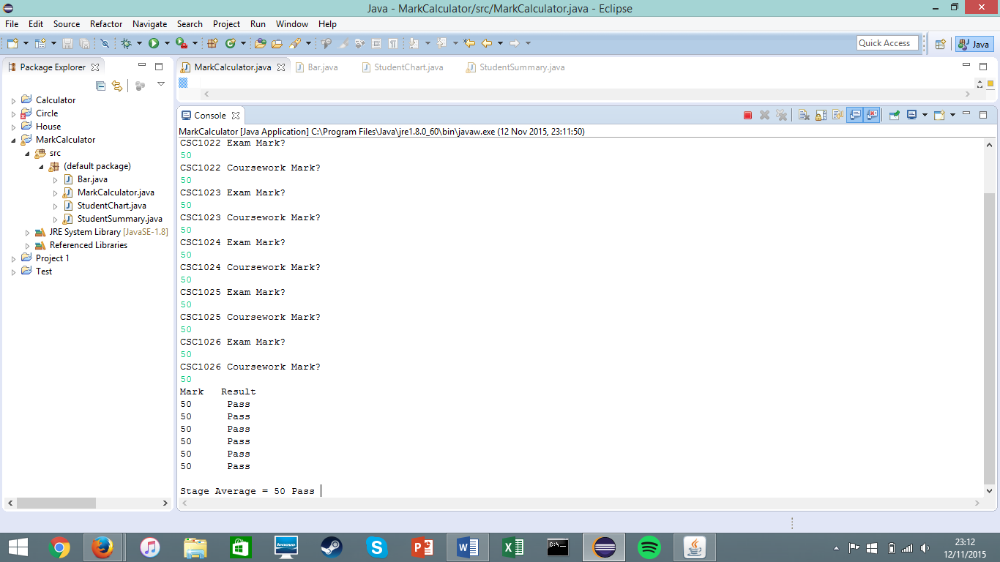 Java - MarkCalculator/src/MarkCalculator.java - Eclipse
File Edit Source Refactor Navigate Search Project Run Window Help
Quick Access
Java
Package Explorer
MarkCalculator.java Bar.java StudentChart.java StudentSummary.java
Calculator
Circle
House
MarkCalculator
src
(default package)
Bar.java
MarkCalculator.java
StudentChart.java
StudentSummary.java
JRE System Library [JavaSE-1.8]
Referenced Libraries
Project 1
Test
Console
MarkCalculator [Java Application] C:\Program Files\Java\jre1.8.0_60\bin\javaw.exe (12 Nov 2015, 23:11:50)
CSC1022 Exam Mark?
50
CSC1022 Coursework Mark?
50
CSC1023 Exam Mark?
50
CSC1023 Coursework Mark?
50
CSC1024 Exam Mark?
50
CSC1024 Coursework Mark?
50
CSC1025 Exam Mark?
50
CSC1025 Coursework Mark?
50
CSC1026 Exam Mark?
50
CSC1026 Coursework Mark?
50
Mark Result
50 Pass
50 Pass
50 Pass
50 Pass
50 Pass
50 Pass
Stage Average = 50 Pass
lenovo
23:12
12/11/2015